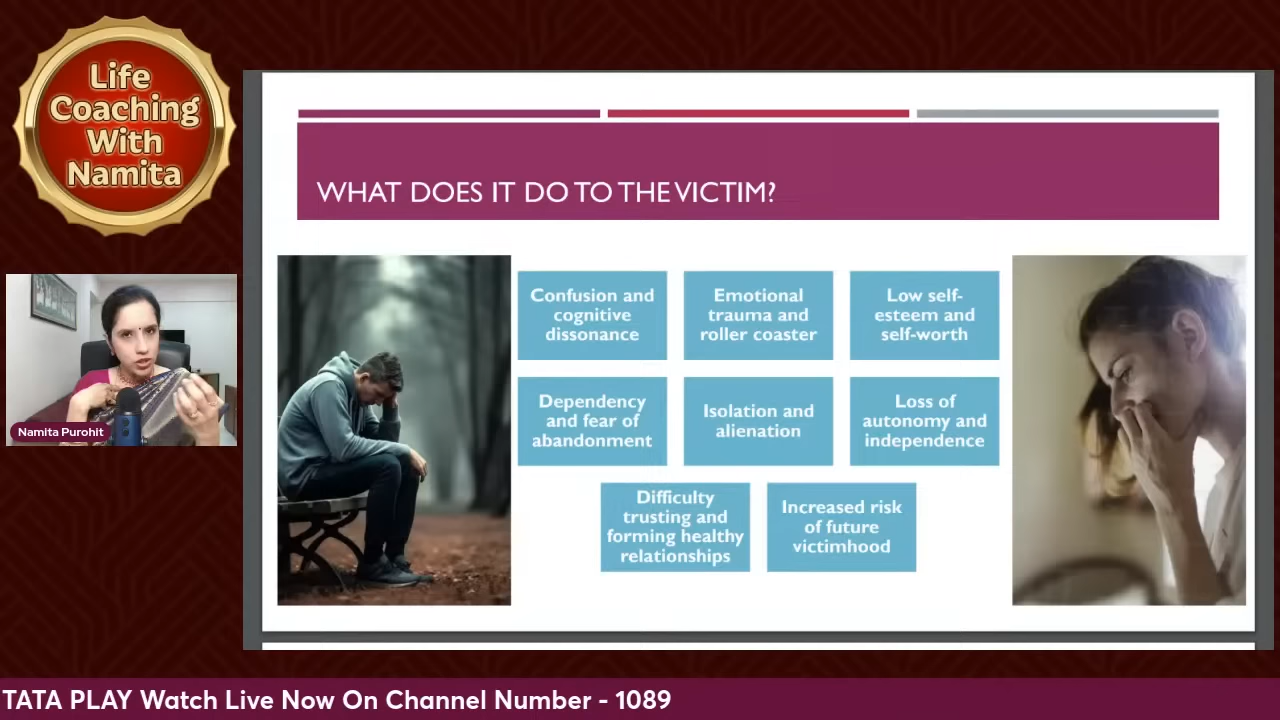 Life
Coaching
With
Namita
Namita Purohit
WHAT DOES IT DO TO THE VICTIM?
Confusion and
cognitive
dissonance
Emotional
trauma and
roller coaster
Low self-
esteem and
self-worth
Dependency
and fear of
abandonment
Isolation and
alienation
Loss of
autonomy and
independence
Difficulty
trusting and
forming healthy
relationships
Increased risk
of future
victimhood
TATA PLAY Watch Live Now On Channel Number - 1089